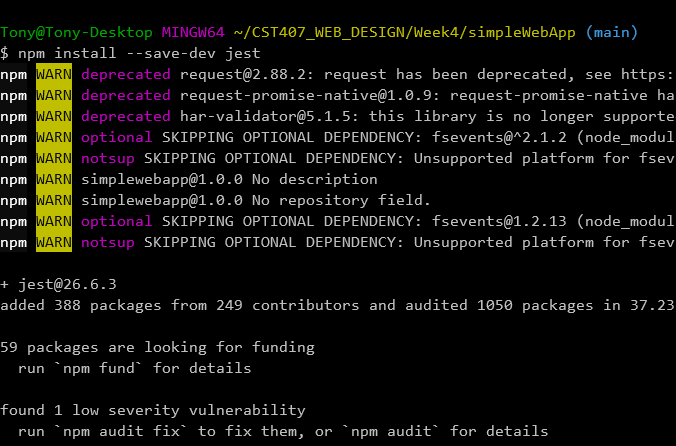 Tony@Tony-Desktop MINGW64 ~/CST407_WEB_DESIGN/Week4/simpleWebApp (main)
$ npm install --save-dev jest
npm WARN deprecated request@2.88.2: request has been deprecated, see https:
npm WARN deprecated request-promise-native@1.0.9: request-promise-native ha
npm WARN deprecated har-validator@5.1.5: this library is no longer supporte
npm WARN optional SKIPPING OPTIONAL DEPENDENCY: fsevents@^2.1.2 (node_modul
npm WARN notsup SKIPPING OPTIONAL DEPENDENCY: Unsupported platform for fsev
npm WARN simplewebapp@1.0.0 No description
npm WARN simplewebapp@1.0.0 No repository field.
npm WARN optional SKIPPING OPTIONAL DEPENDENCY: fsevents@1.2.13 (node_modul
npm WARN notsup SKIPPING OPTIONAL DEPENDENCY: Unsupported platform for fsev
+ jest@26.6.3
added 388 packages from 249 contributors and audited 1050 packages in 37.23
59 packages are looking for funding
run `npm fund` for details
found 1 low severity vulnerability
run `npm audit fix` to fix them, or `npm audit` for details